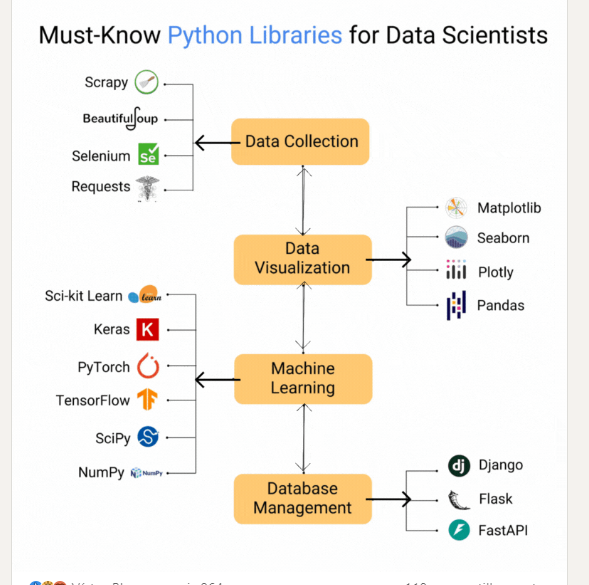 Must-Know Python Libraries for Data Scientists
Scrapy
BeautifulSoup
Selenium Se
Requests
Data Collection
Data
Visualization
Matplotlib
Seaborn
Plotly
Pandas
Sci-kit Learn learn
Keras K
PyTorch
TensorFlow
SciPy
NumPy NumPy
Machine
Learning
Database
Management
dj Django
Flask
FastAPI